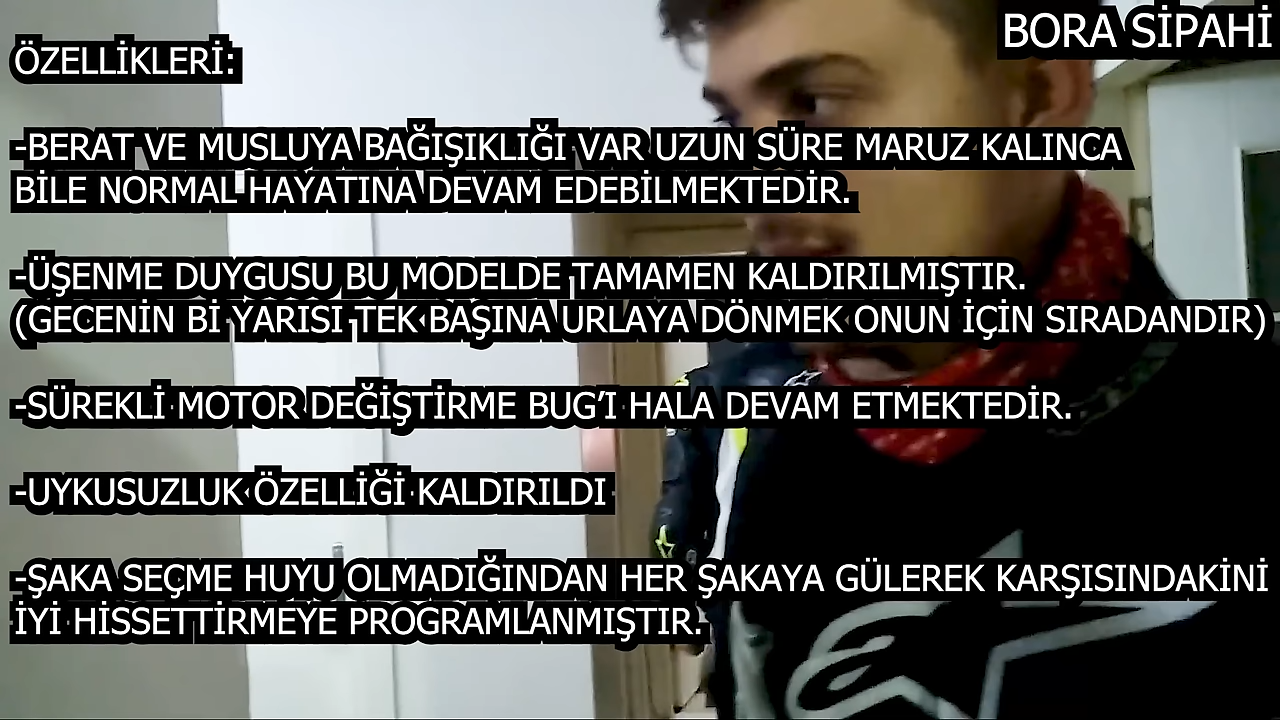 BORA SİPAHİ
ÖZELLİKLERİ:
-BERAT VE MUSLUYA BAĞIŞIKLIĞI VAR UZUN SÜRE MARUZ KALINCA
BİLE NORMAL HAYATINA DEVAM EDEBİLMEKTEDİR.
-ÜŞENME DUYGUSU BU MODELDE TAMAMEN KALDIRILMIŞTIR.
(GECENİN Bİ YARISI TEK BAŞINA URLAYA DÖNMEK ONUN İÇİN SIRADANDIR)
-SÜREKLİ MOTOR DEĞİŞTİRME BUG’I HALA DEVAM ETMEKTEDİR.
-UYKUSUZLUK ÖZELLİĞİ KALDIRILDI
-ŞAKA SEÇME HUYU OLMADIĞINDAN HER ŞAKAYA GÜLEREK KARŞISINDAKİNİ
İYİ HİSSETTİRMEYE PROGRAMLANMIŞTIR.